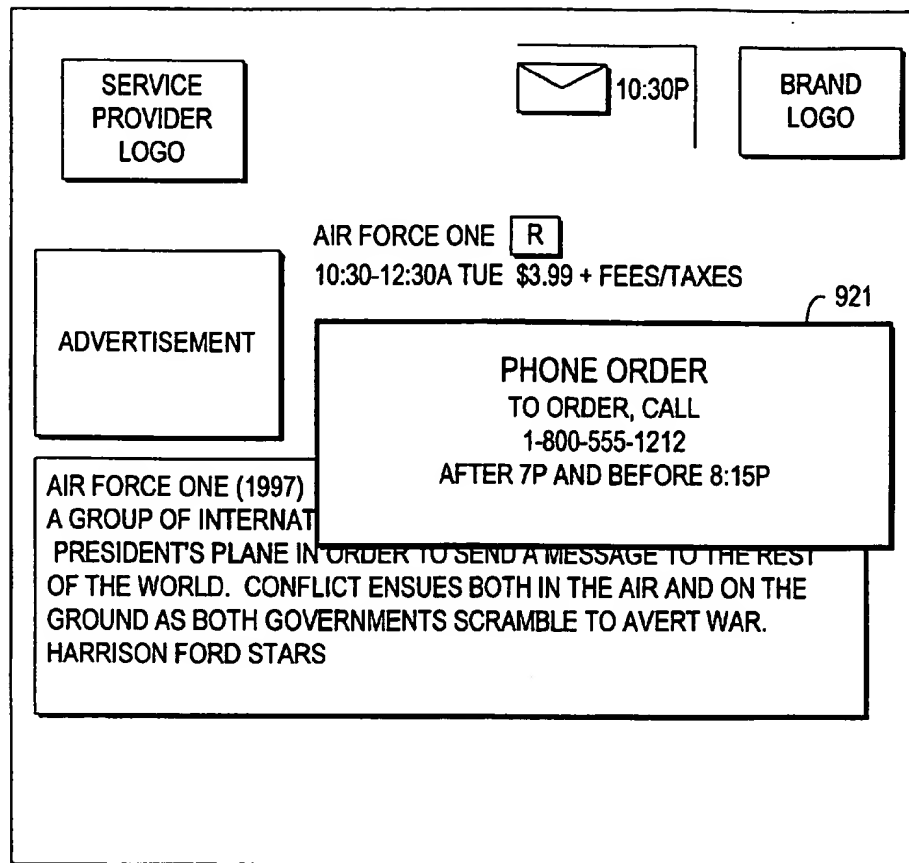 SERVICE
PROVIDER
LOGO
10:30P
BRAND
LOGO
AIR FORCE ONE R
10:30-12:30A TUE $3.99 + FEES/TAXES
921
ADVERTISEMENT
PHONE ORDER
TO ORDER, CALL
1-800-555-1212
AFTER 7P AND BEFORE 8:15P
AIR FORCE ONE (1997)
A GROUP OF INTERNAT
PRESIDENT'S PLANE IN ORDER TO SEND A MESSAGE TO THE REST
OF THE WORLD. CONFLICT ENSUES BOTH IN THE AIR AND ON THE
GROUND AS BOTH GOVERNMENTS SCRAMBLE TO AVERT WAR.
HARRISON FORD STARS